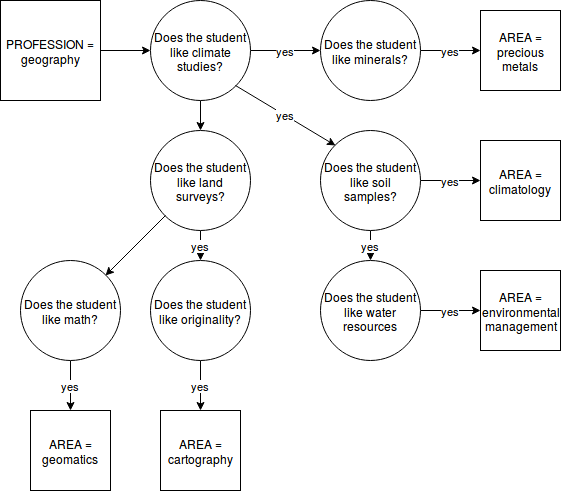 PROFESSION =
geography
Does the student
like climate
studies?
yes
Does the student
like minerals?
yes
AREA =
precious
metals
yes
Does the student
like land
surveys?
Does the student
like soil
samples?
yes
AREA =
climatology
yes
yes
Does the student
like math?
Does the student
like originality?
Does the student
like water
resources
yes
AREA =
environmental
management
yes
yes
AREA =
geomatics
AREA =
cartography